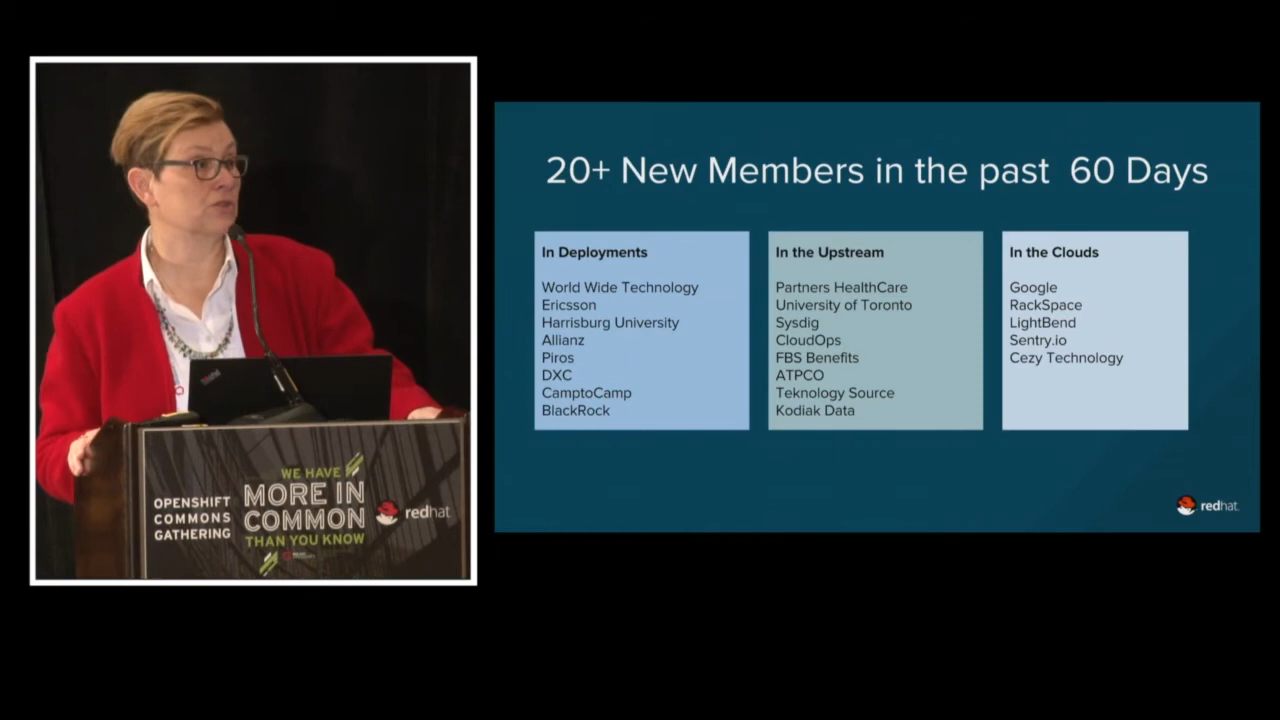 20+ New Members in the past 60 Days
In Deployments
World Wide Technology
Ericsson
Harrisburg University
Allianz
Piros
DXC
CamptoCamp
BlackRock
In the Upstream
Partners HealthCare
University of Toronto
Sysdig
CloudOps
FBS Benefits
ATPCO
Teknology Source
Kodiak Data
In the Clouds
Google
RackSpace
LightBend
Sentry.io
Cezy Technology
redhat.
OPENSHIFT
COMMONS
GATHERING
WE HAVE
MORE IN
COMMON
THAN YOU KNOW
redhat